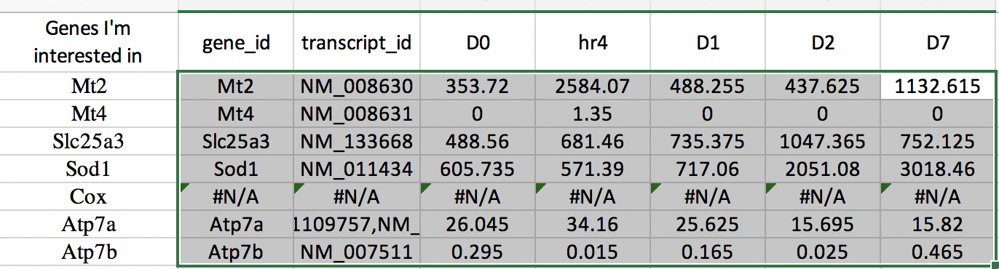 Genes I'm
interested in gene_id transcript_id D0 hr4 D1 D2 D7
Mt2 Mt2 NM_008630 353.72 2584.07 488.255 437.625 1132.615
Mt4 Mt4 NM_008631 0 1.35 0 0 0
Slc25a3 Slc25a3 NM_133668 488.56 681.46 735.375 1047.365 752.125
Sod1 Sod1 NM_011434 605.735 571.39 717.06 2051.08 3018.46
Cox #N/A #N/A #N/A #N/A #N/A #N/A #N/A
Atp7a Atp7a 1109757,NM_ 26.045 34.16 25.625 15.695 15.82
Atp7b Atp7b NM_007511 0.295 0.015 0.165 0.025 0.465